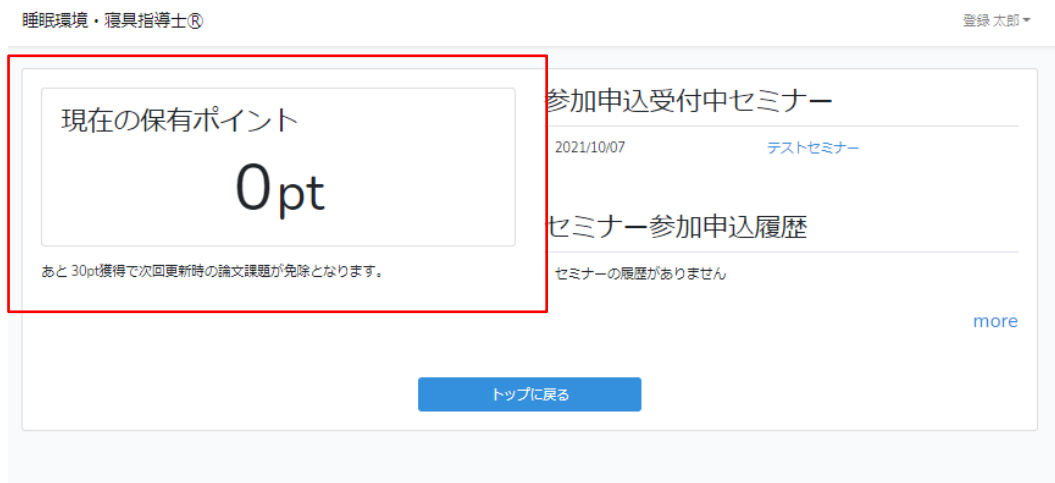 睡眠環境・寝具指導士®
登録 太郎
現在の保有ポイント
0pt
あと 30pt獲得で次回更新時の論文課題が免除となります。
参加申込受付中セミナー
2021/10/07 テストセミナー
セミナー参加申込履歴
セミナーの履歴がありません
more
トップに戻る